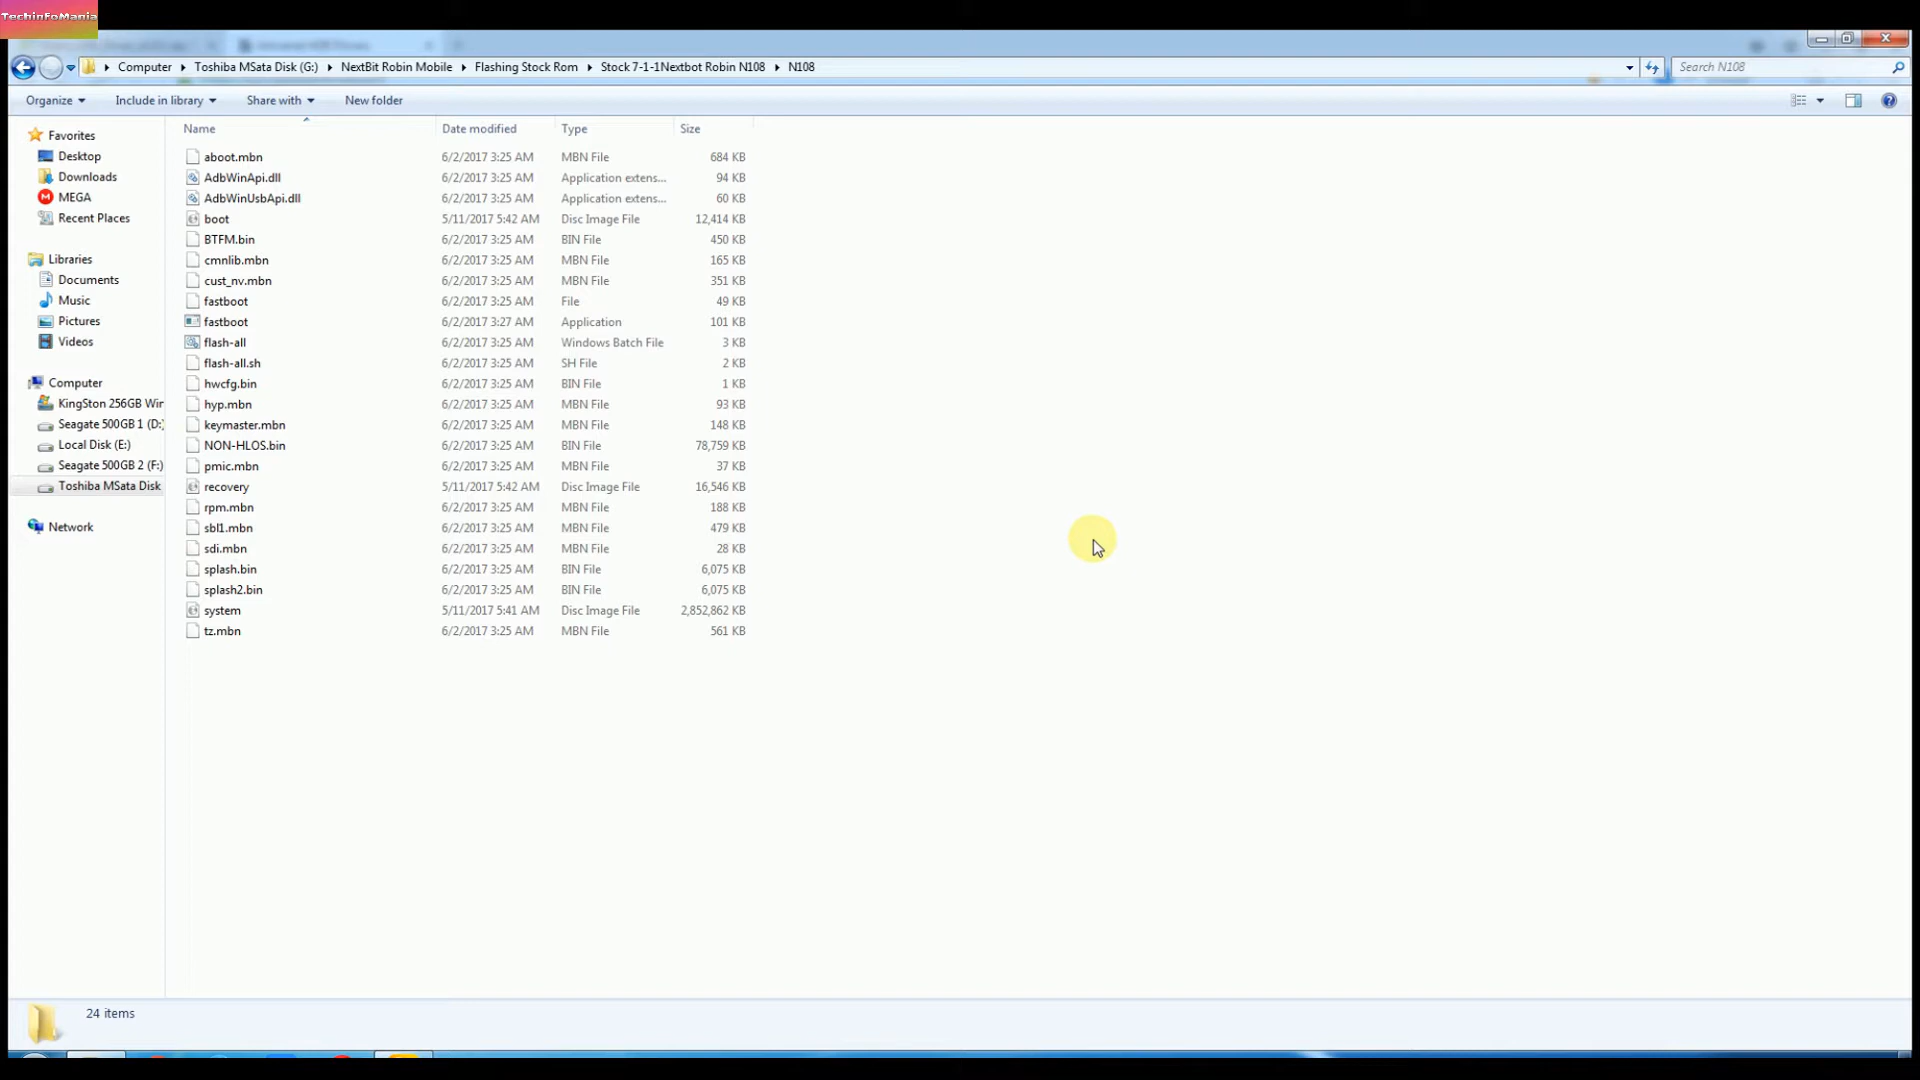 TechinFoMania
Computer Toshiba MSata Disk (G:) NextBit Robin Mobile Flashing Stock Rom Stock 7-1-1Nextbot Robin N108 N108 Search N108
Organize Include in library Share with New folder
Name Date modified Type Size
Favorites
Desktop
Downloads
MEGA
Recent Places
Libraries
Documents
Music
Pictures
Videos
Computer
KingSton 256GB Wir
Seagate 500GB 1 (D:)
Local Disk (E:)
Seagate 500GB 2 (F:)
Toshiba MSata Disk
Network
aboot.mbn 6/2/2017 3:25 AM MBN File 684 KB
AdbWinApi.dll 6/2/2017 3:25 AM Application extens... 94 KB
AdbWinUsbApi.dll 6/2/2017 3:25 AM Application extens... 60 KB
boot 5/11/2017 5:42 AM Disc Image File 12,414 KB
BTFM.bin 6/2/2017 3:25 AM BIN File 450 KB
cmnlib.mbn 6/2/2017 3:25 AM MBN File 165 KB
cust_nv.mbn 6/2/2017 3:25 AM MBN File 351 KB
fastboot 6/2/2017 3:25 AM File 49 KB
fastboot 6/2/2017 3:27 AM Application 101 KB
flash-all 6/2/2017 3:25 AM Windows Batch File 3 KB
flash-all.sh 6/2/2017 3:25 AM SH File 2 KB
hwcfg.bin 6/2/2017 3:25 AM BIN File 1 KB
hyp.mbn 6/2/2017 3:25 AM MBN File 93 KB
keymaster.mbn 6/2/2017 3:25 AM MBN File 148 KB
NON-HLOS.bin 6/2/2017 3:25 AM BIN File 78,759 KB
pmic.mbn 6/2/2017 3:25 AM MBN File 37 KB
recovery 5/11/2017 5:42 AM Disc Image File 16,546 KB
rpm.mbn 6/2/2017 3:25 AM MBN File 188 KB
sbl1.mbn 6/2/2017 3:25 AM MBN File 479 KB
sdi.mbn 6/2/2017 3:25 AM MBN File 28 KB
splash.bin 6/2/2017 3:25 AM BIN File 6,075 KB
splash2.bin 6/2/2017 3:25 AM BIN File 6,075 KB
system 5/11/2017 5:41 AM Disc Image File 2,852,862 KB
tz.mbn 6/2/2017 3:25 AM MBN File 561 KB
24 items